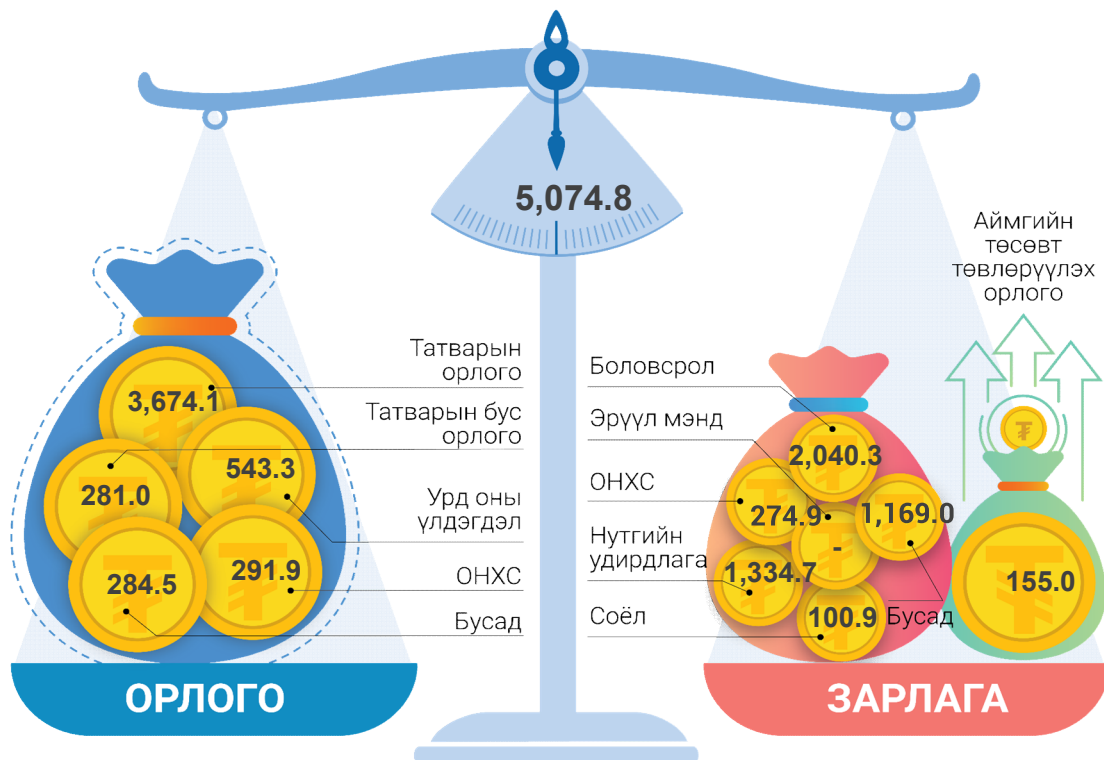 5,074.8
Аймгийн
төсөвт
төвлөрүүлэх
орлого
Татварын
орлого
3,674.1
Татварын бус
орлого
281.0
Урд оны
үлдэгдэл
543.3
ОНХС
291.9
Бусад
284.5
ОРЛОГО
Боловсрол
2,040.3
Эрүүл мэнд
-
ОНХС
274.9
Нутгийн
удирдлага
1,334.7
Соёл
100.9
Бусад
1,169.0
155.0
ЗАРЛАГА